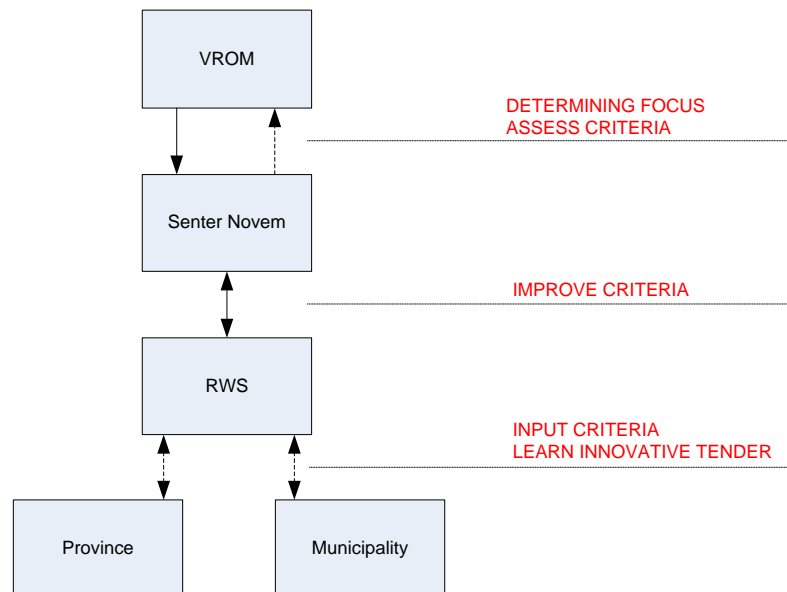 VROM
DETERMINING FOCUS
ASSESS CRITERIA
Senter Novem
IMPROVE CRITERIA
RWS
INPUT CRITERIA
LEARN INNOVATIVE TENDER
Province
Municipality